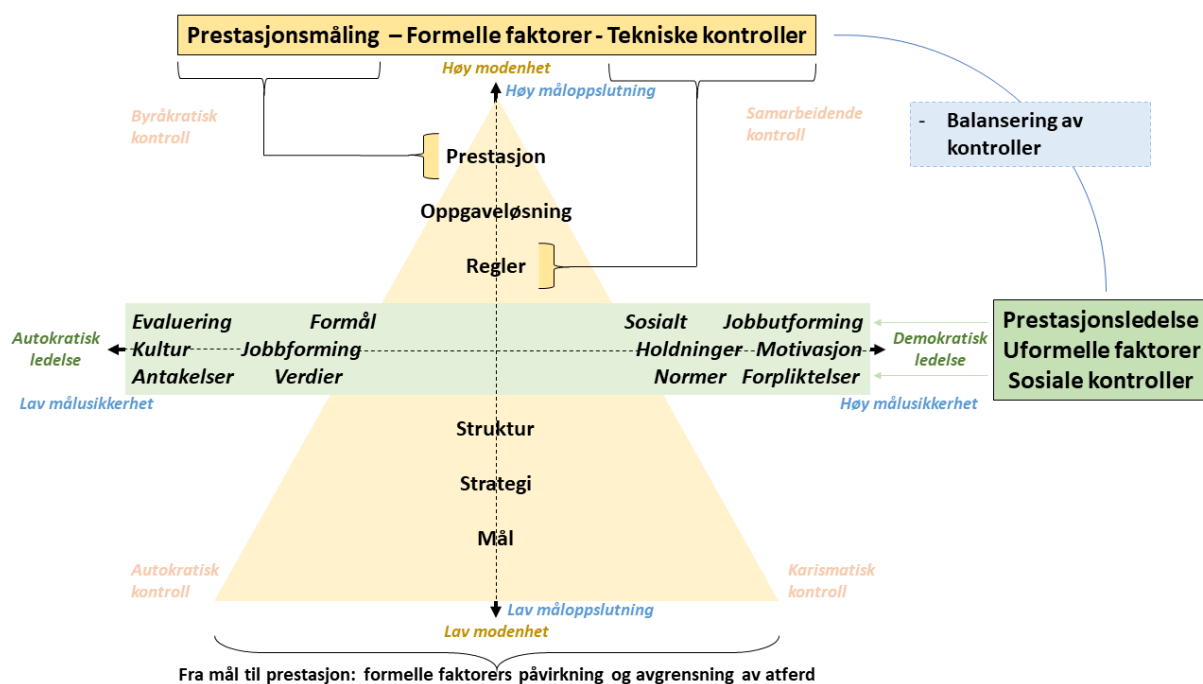 Prestasjonsmåling – Formelle faktorer - Tekniske kontroller
Høy modenhet
Høy måloppslutning
Byråkratisk
kontroll
Samarbeidende
kontroll
- Balansering av
kontroller
Prestasjon
Oppgaveløsning
Regler
Autokratisk
ledelse
Evaluering Formål Sosialt Jobbutforming
Kultur Jobbforming Holdninger Motivasjon
Antakelser Verdier Normer Forpliktelser
Demokratisk
ledelse
Prestasjonsledelse
Uformelle faktorer
Sosiale kontroller
Lav målusikkerhet
Høy målusikkerhet
Struktur
Strategi
Mål
Autokratisk
kontroll
Karismatisk
kontroll
Lav måloppslutning
Lav modenhet
Fra mål til prestasjon: formelle faktorers påvirkning og avgrensning av atferd